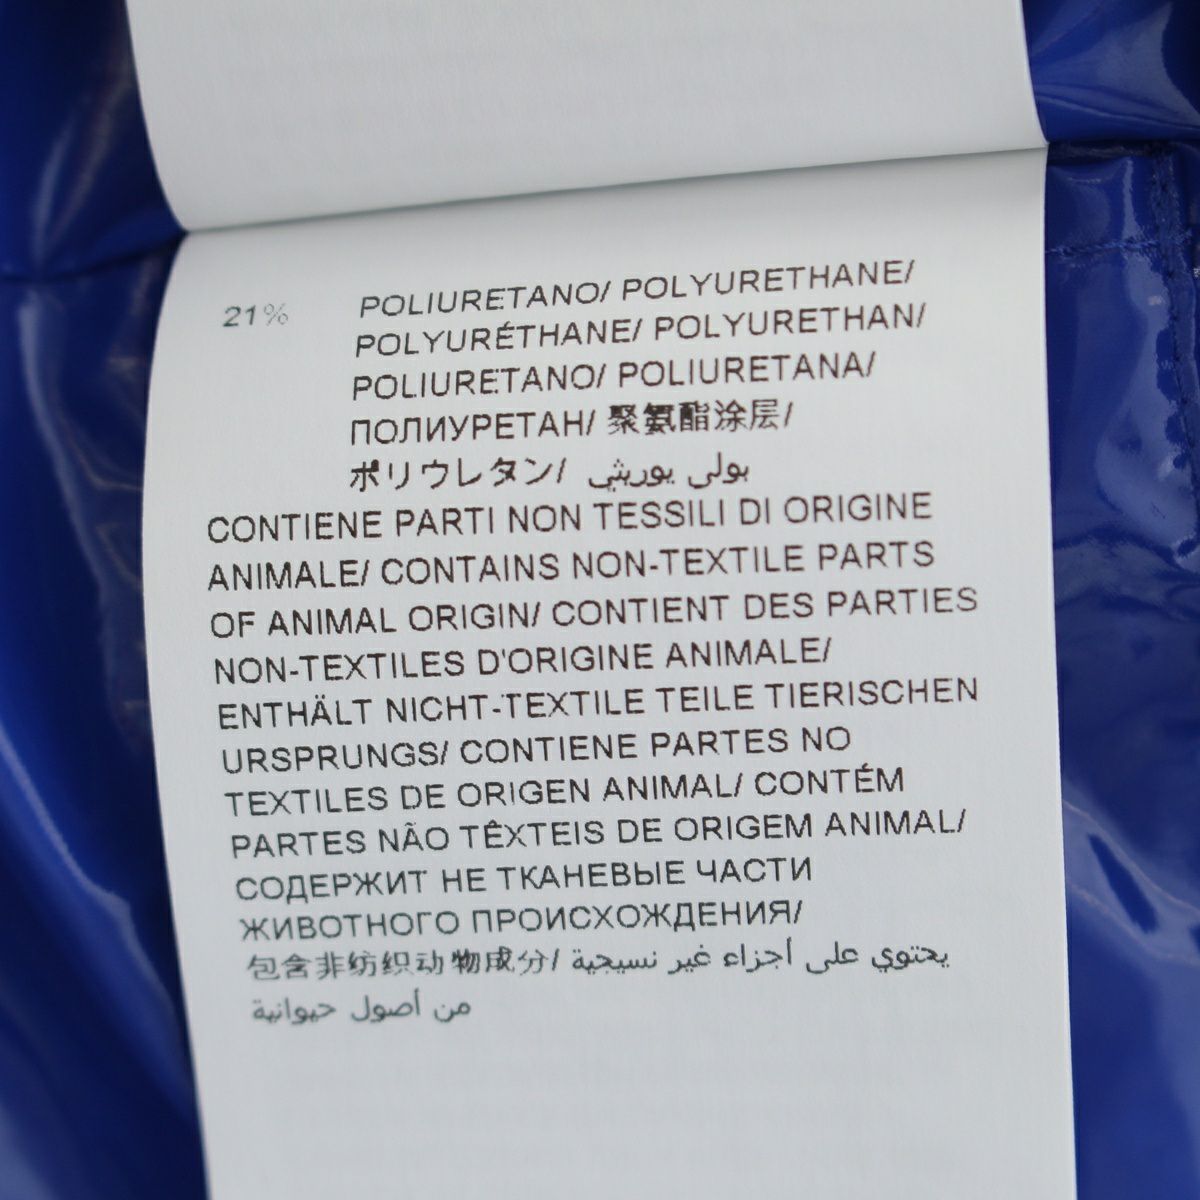 21% POLIURETANO/ POLYURETHANE/
POLYURÉTHANE/ POLYURETHAN/
POLIURETANO/ POLIURETANA/
ПОЛИУРЕТАН/ 聚氨酯涂层/
ポリウレタン/ بولى يوريثي
CONTIENE PARTI NON TESSILI DI ORIGINE
ANIMALE/ CONTAINS NON-TEXTILE PARTS
OF ANIMAL ORIGIN/ CONTIENT DES PARTIES
NON-TEXTILES D'ORIGINE ANIMALE/
ENTHÄLT NICHT-TEXTILE TEILE TIERISCHEN
URSPRUNGS/ CONTIENE PARTES NO
TEXTILES DE ORIGEN ANIMAL/ CONTÉM
PARTES NÃO TÊXTEIS DE ORIGEM ANIMAL/
СОДЕРЖИТ НЕ ТКАНЕВЫЕ ЧАСТИ
ЖИВОТНОГО ПРОИСХОЖДЕНИЯ/
包含非纺织动物成分/ يحتوي على أجزاء غير نسيجية
من أصول حيوانية